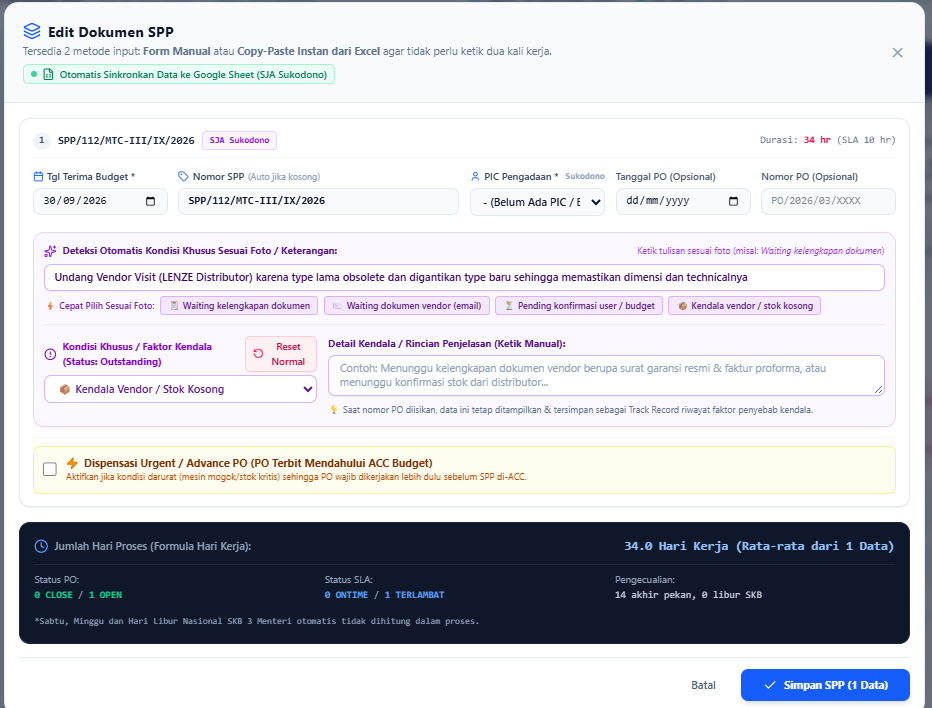 Edit Dokumen SPP
Tersedia 2 metode input: Form Manual atau Copy-Paste Instan dari Excel agar tidak perlu ketik dua kali kerja.
Otomatis Sinkronkan Data ke Google Sheet (SJA Sukodono)
1 SPP/112/MTC-III/IX/2026 SJA Sukodono Durasi: 34 hr (SLA 10 hr)
Tgl Terima Budget * Nomor SPP (Auto jika kosong) PIC Pengadaan * Sukodono Tanggal PO (Opsional) Nomor PO (Opsional)
30/09/2026 SPP/112/MTC-III/IX/2026 - (Belum Ada PIC / E dd/mm/yyyy PO/2026/03/XXXX
Deteksi Otomatis Kondisi Khusus Sesuai Foto / Keterangan: Ketik tulisan sesuai foto (misal: Waiting kelengkapan dokumen)
Undang Vendor Visit (LENZE Distributor) karena type lama obsolete dan digantikan type baru sehingga memastikan dimensi dan technicalnya
Cepat Pilih Sesuai Foto: Waiting kelengkapan dokumen Waiting dokumen vendor (email) Pending konfirmasi user / budget Kendala vendor / stok kosong
Kondisi Khusus / Faktor Kendala
(Status: Outstanding)
Reset
Normal
Kendala Vendor / Stok Kosong
Detail Kendala / Rincian Penjelasan (Ketik Manual):
Contoh: Menunggu kelengkapan dokumen vendor berupa surat garansi resmi & faktur proforma, atau
menunggu konfirmasi stok dari distributor...
Saat nomor PO diisikan, data ini tetap ditampilkan & tersimpan sebagai Track Record riwayat faktor penyebab kendala.
Dispensasi Urgent / Advance PO (PO Terbit Mendahului ACC Budget)
Aktifkan jika kondisi darurat (mesin mogok/stok kritis) sehingga PO wajib dikerjakan lebih dulu sebelum SPP di-ACC.
Jumlah Hari Proses (Formula Hari Kerja): 34.0 Hari Kerja (Rata-rata dari 1 Data)
Status PO: Status SLA: Pengecualian:
0 CLOSE / 1 OPEN 0 ONTIME / 1 TERLAMBAT 14 akhir pekan, 0 libur SKB
*Sabtu, Minggu dan Hari Libur Nasional SKB 3 Menteri otomatis tidak dihitung dalam proses.
Batal Simpan SPP (1 Data)